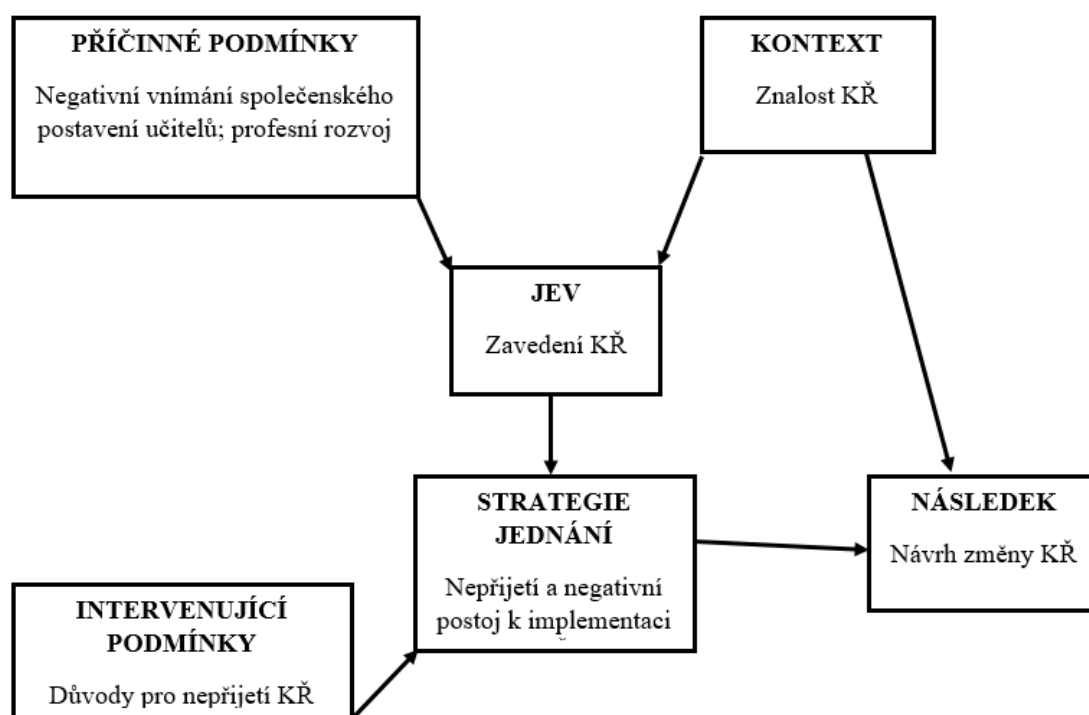 PŘÍČINNÉ PODMÍNKY
Negativní vnímání společenského
postavení učitelů; profesní rozvoj
KONTEXT
Znalost KŘ
JEV
Zavedení KŘ
STRATEGIE
JEDNÁNÍ
Nepřijetí a negativní
postoj k implementaci
NÁSLEDEK
Návrh změny KŘ
INTERVENUJÍCÍ
PODMÍNKY
Důvody pro nepřijetí KŘ